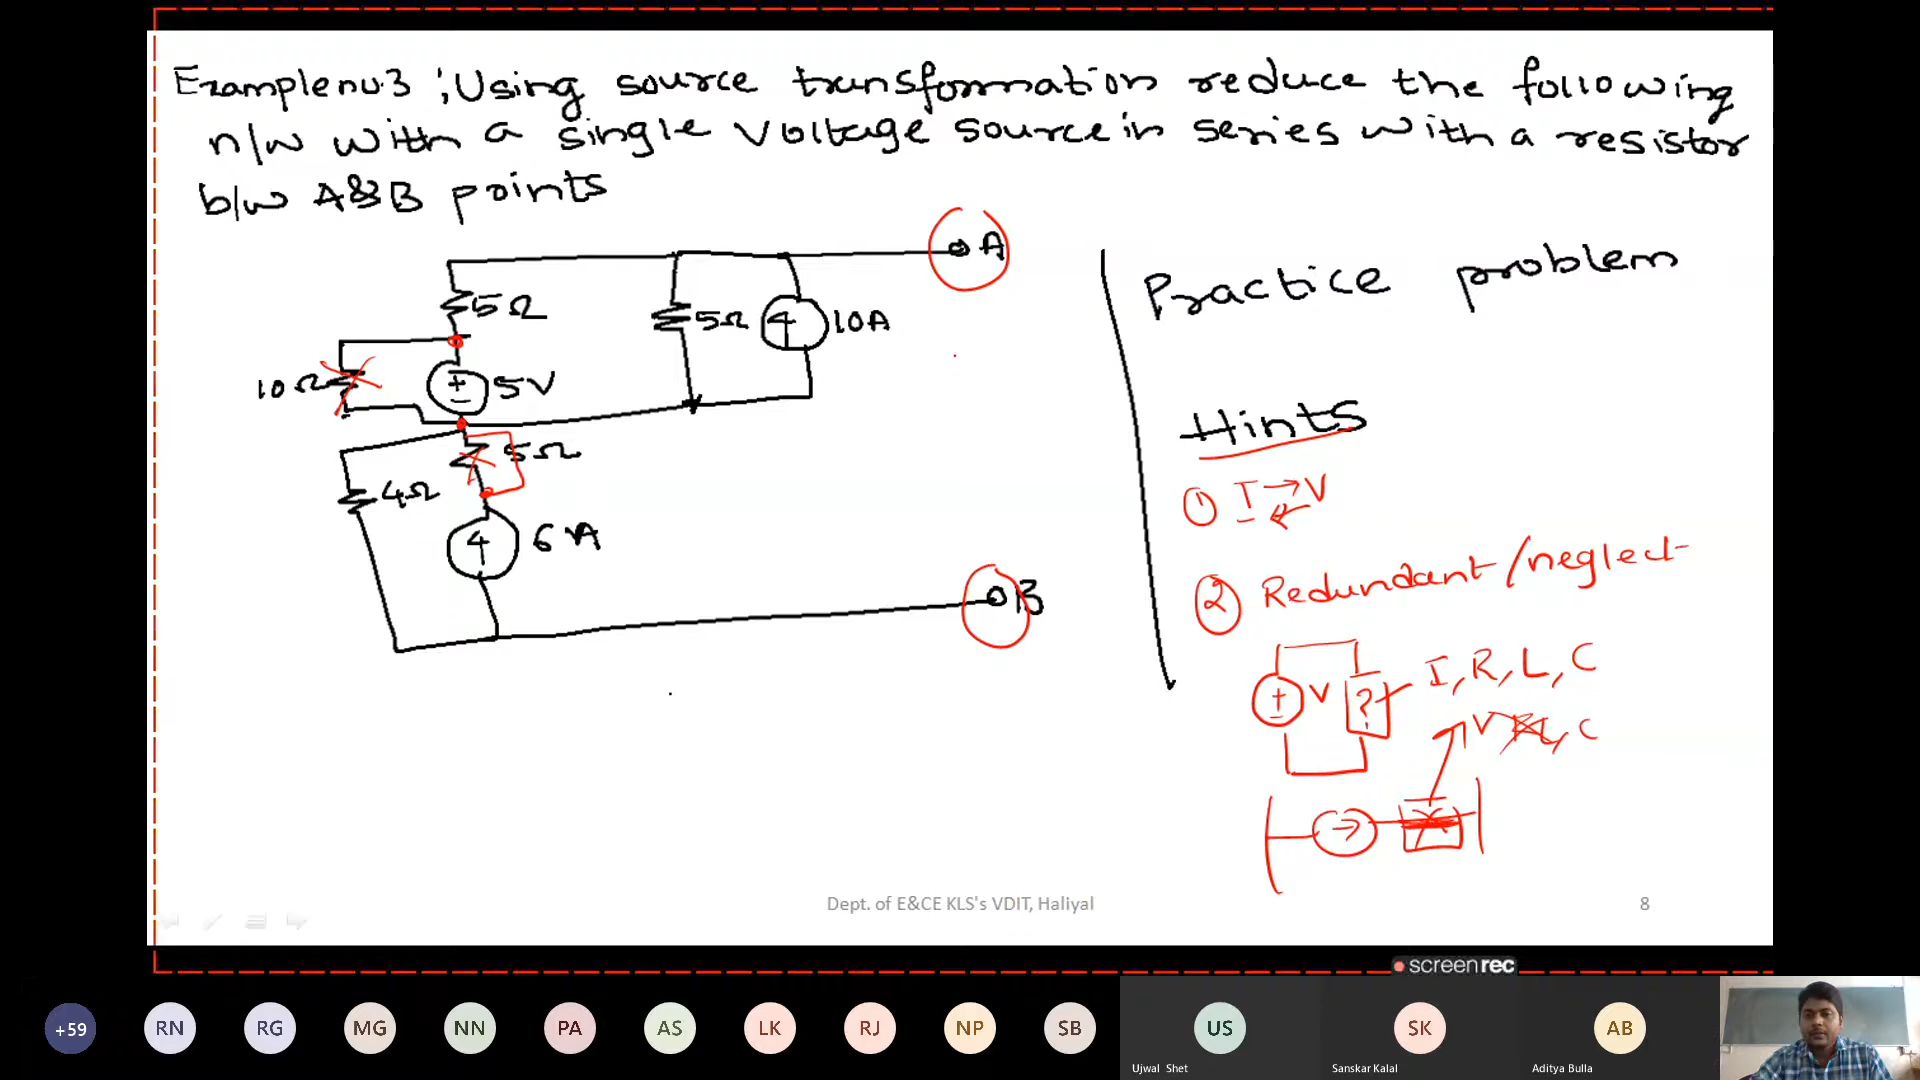 Example no.3 ; Using source transformation reduce the following
n/w with a single voltage source in series with a resistor
b/w A&B points
A
5Ω
5Ω
10A
10Ω
5V
5Ω
4Ω
6A
B
Practice problem
Hints
① I → V
② Redundant/neglect
V
?
I, R, L, C
V
C
Dept. of E&CE KLS's VDIT, Haliyal
8
screenrec
+59
RN
RG
MG
NN
PA
AS
LK
RJ
NP
SB
US
SK
AB
Ujwal Shet
Sanskar Kalal
Aditya Bulla